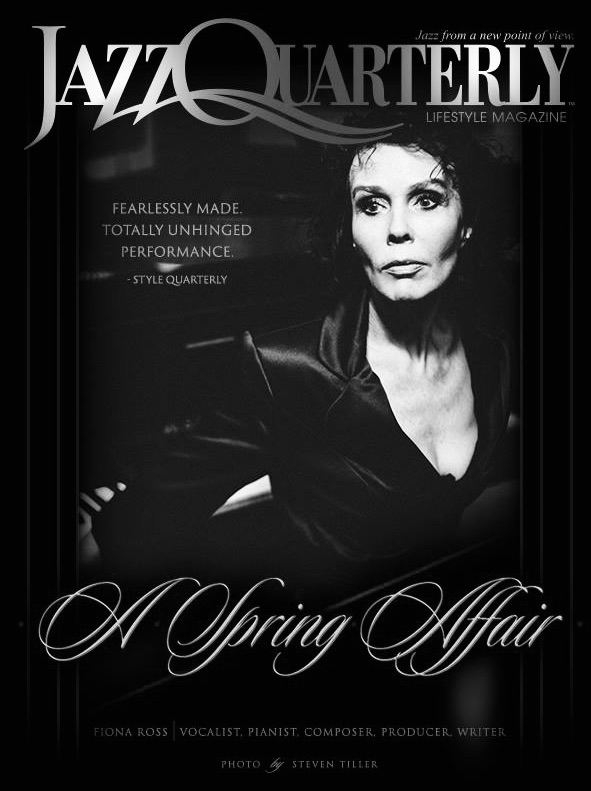 Jazz from a new point of view.
JAZZQUARTERLY™
LIFESTYLE MAGAZINE
FEARLESSLY MADE.
TOTALLY UNHINGED
PERFORMANCE.
- STYLE QUARTERLY
A Spring Affair
FIONA ROSS | VOCALIST, PIANIST, COMPOSER, PRODUCER, WRITER
PHOTO by STEVEN TILLER